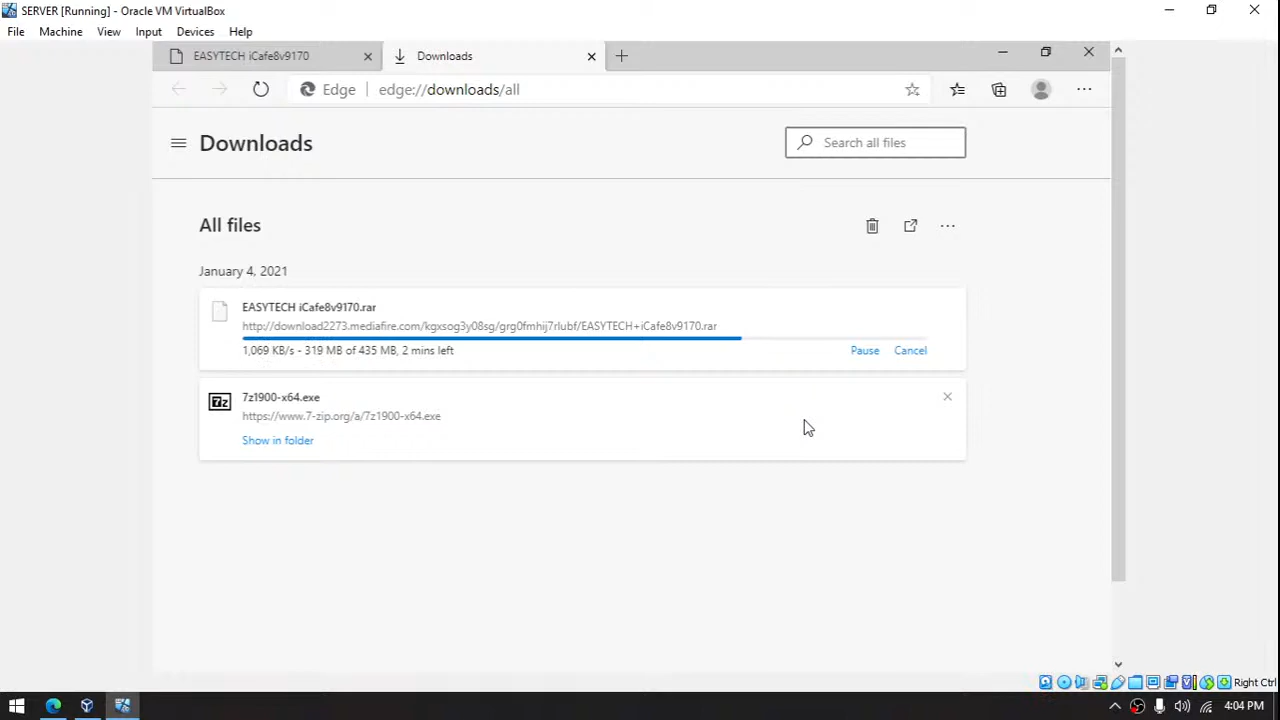 SERVER [Running] - Oracle VM VirtualBox
File Machine View Input Devices Help
EASYTECH iCafe8v9170
Downloads
Edge
edge://downloads/all
Downloads
Search all files
All files
January 4, 2021
EASYTECH iCafe8v9170.rar
http://download2273.mediafire.com/kgxsog3y08sg/grg0fmhij7rlubf/EASYTECH+iCafe8v9170.rar
1,069 KB/s - 319 MB of 435 MB, 2 mins left
Pause Cancel
7z
7z1900-x64.exe
https://www.7-zip.org/a/7z1900-x64.exe
Show in folder
Right Ctrl
4:04 PM